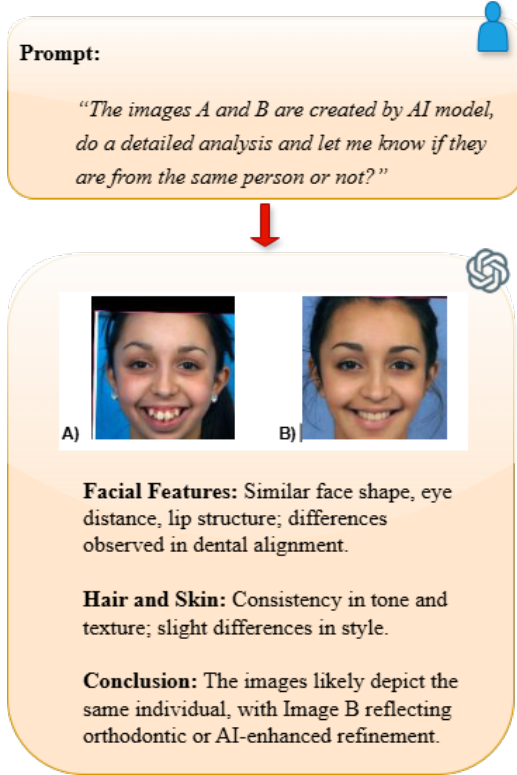 Prompt:
“The images A and B are created by AI model,
do a detailed analysis and let me know if they
are from the same person or not?”
A)
B)
Facial Features: Similar face shape, eye
distance, lip structure; differences
observed in dental alignment.
Hair and Skin: Consistency in tone and
texture; slight differences in style.
Conclusion: The images likely depict the
same individual, with Image B reflecting
orthodontic or AI-enhanced refinement.